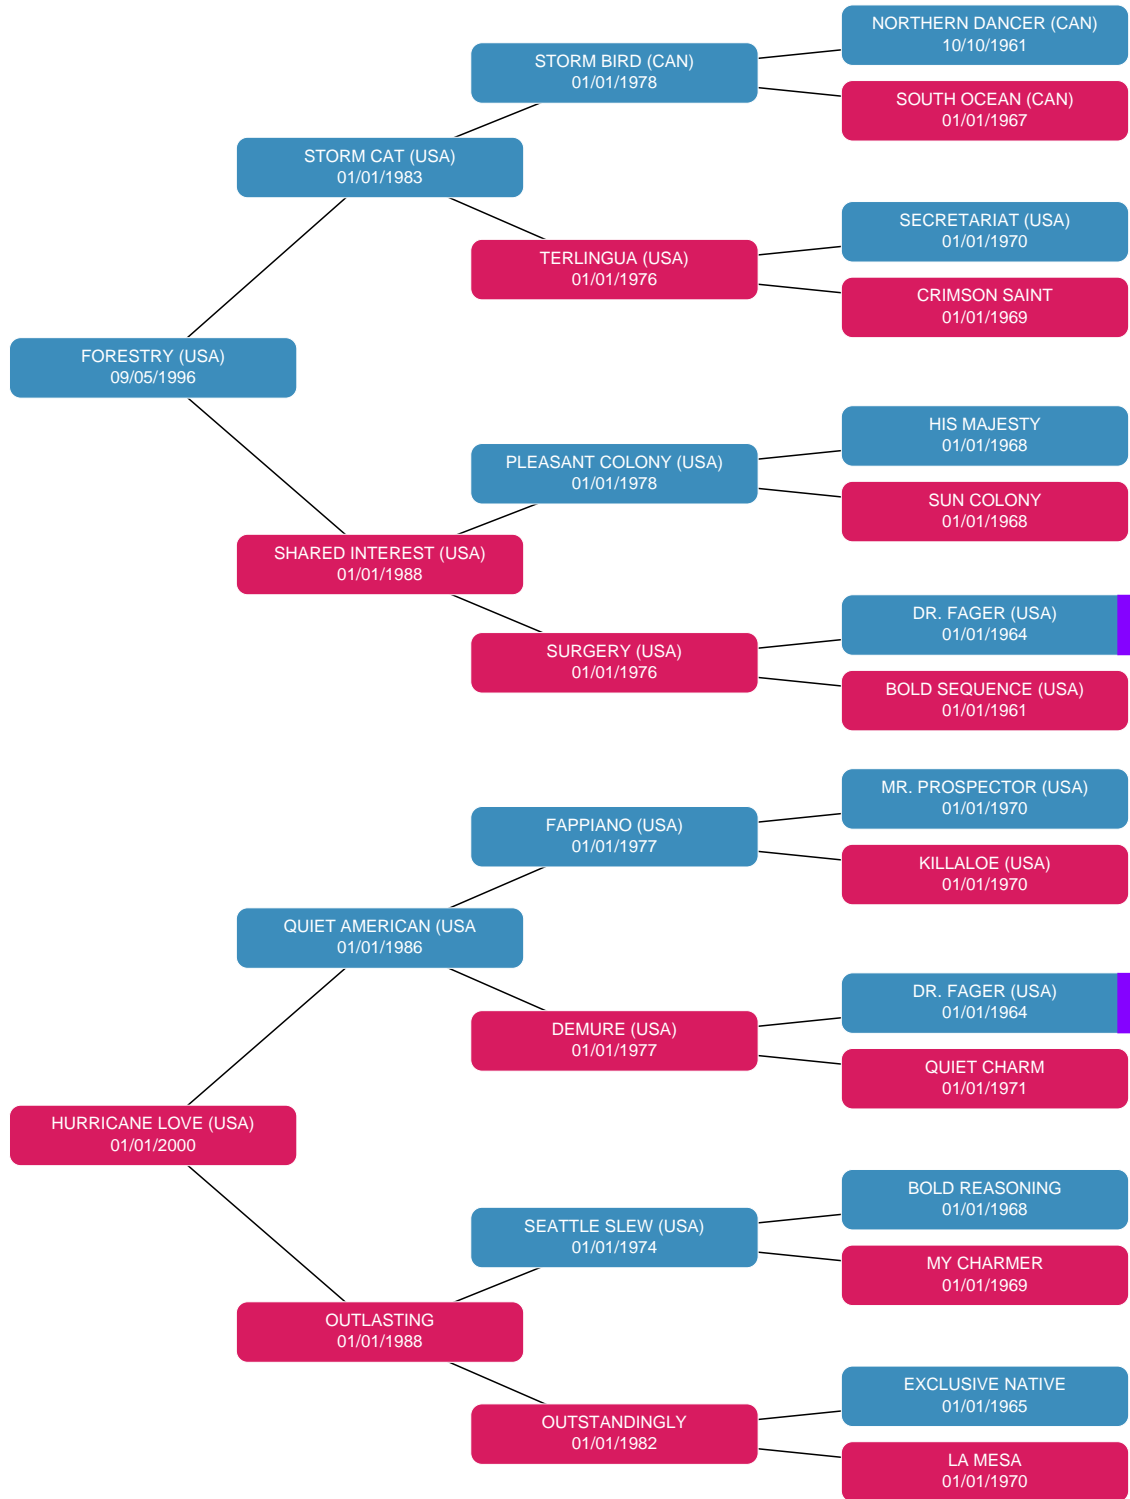 NORTHERN DANCER (CAN)
10/10/1961
STORM BIRD (CAN)
01/01/1978
SOUTH OCEAN (CAN)
01/01/1967
STORM CAT (USA)
01/01/1983
SECRETARIAT (USA)
01/01/1970
TERLINGUA (USA)
01/01/1976
CRIMSON SAINT
01/01/1969
FORESTRY (USA)
09/05/1996
HIS MAJESTY
01/01/1968
PLEASANT COLONY (USA)
01/01/1978
SUN COLONY
01/01/1968
SHARED INTEREST (USA)
01/01/1988
DR. FAGER (USA)
01/01/1964
SURGERY (USA)
01/01/1976
BOLD SEQUENCE (USA)
01/01/1961
MR. PROSPECTOR (USA)
01/01/1970
FAPPIANO (USA)
01/01/1977
KILLALOE (USA)
01/01/1970
QUIET AMERICAN (USA
01/01/1986
DR. FAGER (USA)
01/01/1964
DEMURE (USA)
01/01/1977
QUIET CHARM
01/01/1971
HURRICANE LOVE (USA)
01/01/2000
BOLD REASONING
01/01/1968
SEATTLE SLEW (USA)
01/01/1974
MY CHARMER
01/01/1969
OUTLASTING
01/01/1988
EXCLUSIVE NATIVE
01/01/1965
OUTSTANDINGLY
01/01/1982
LA MESA
01/01/1970